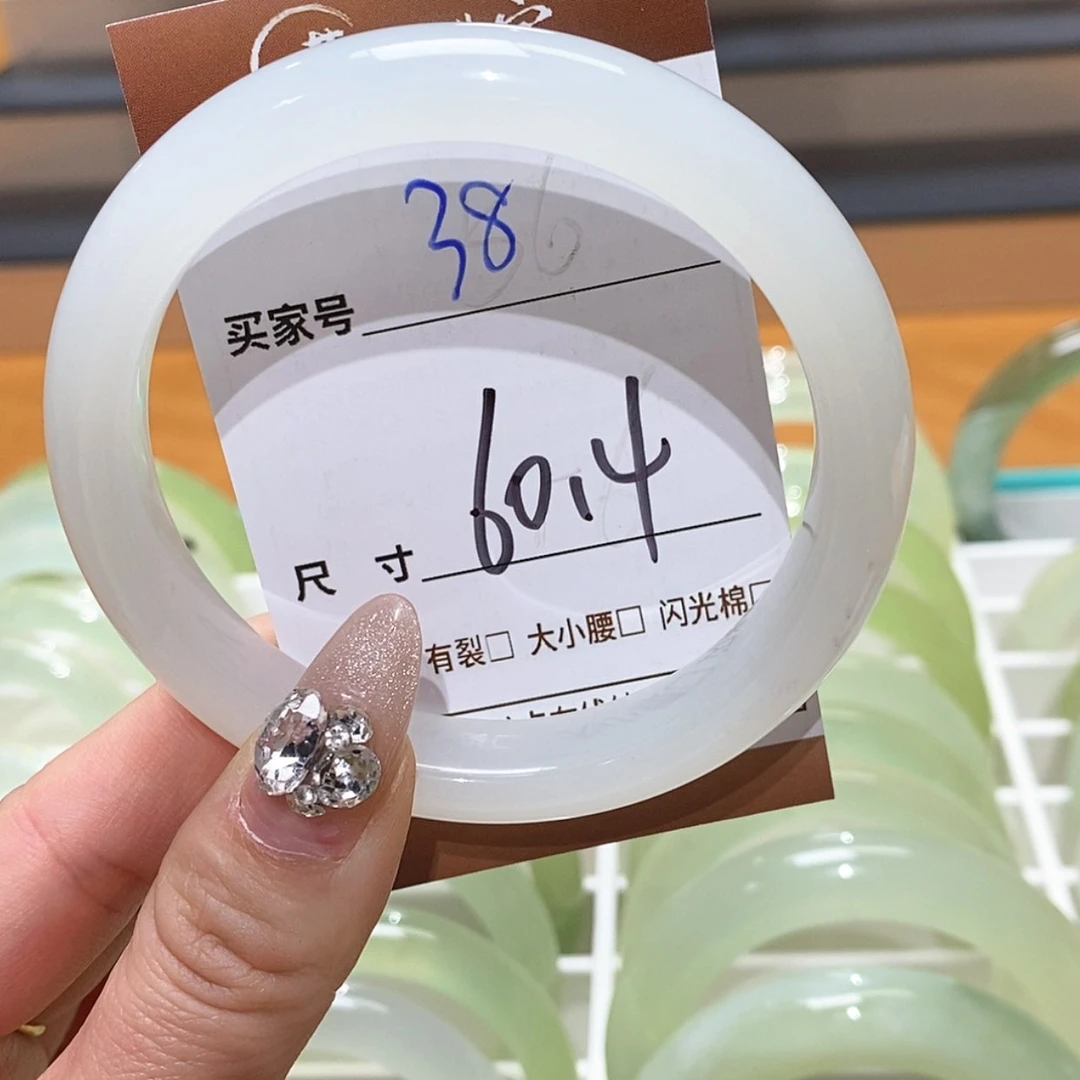 38
买家号
60.4
尺 寸
有裂□ 大小腰□ 闪光棉□